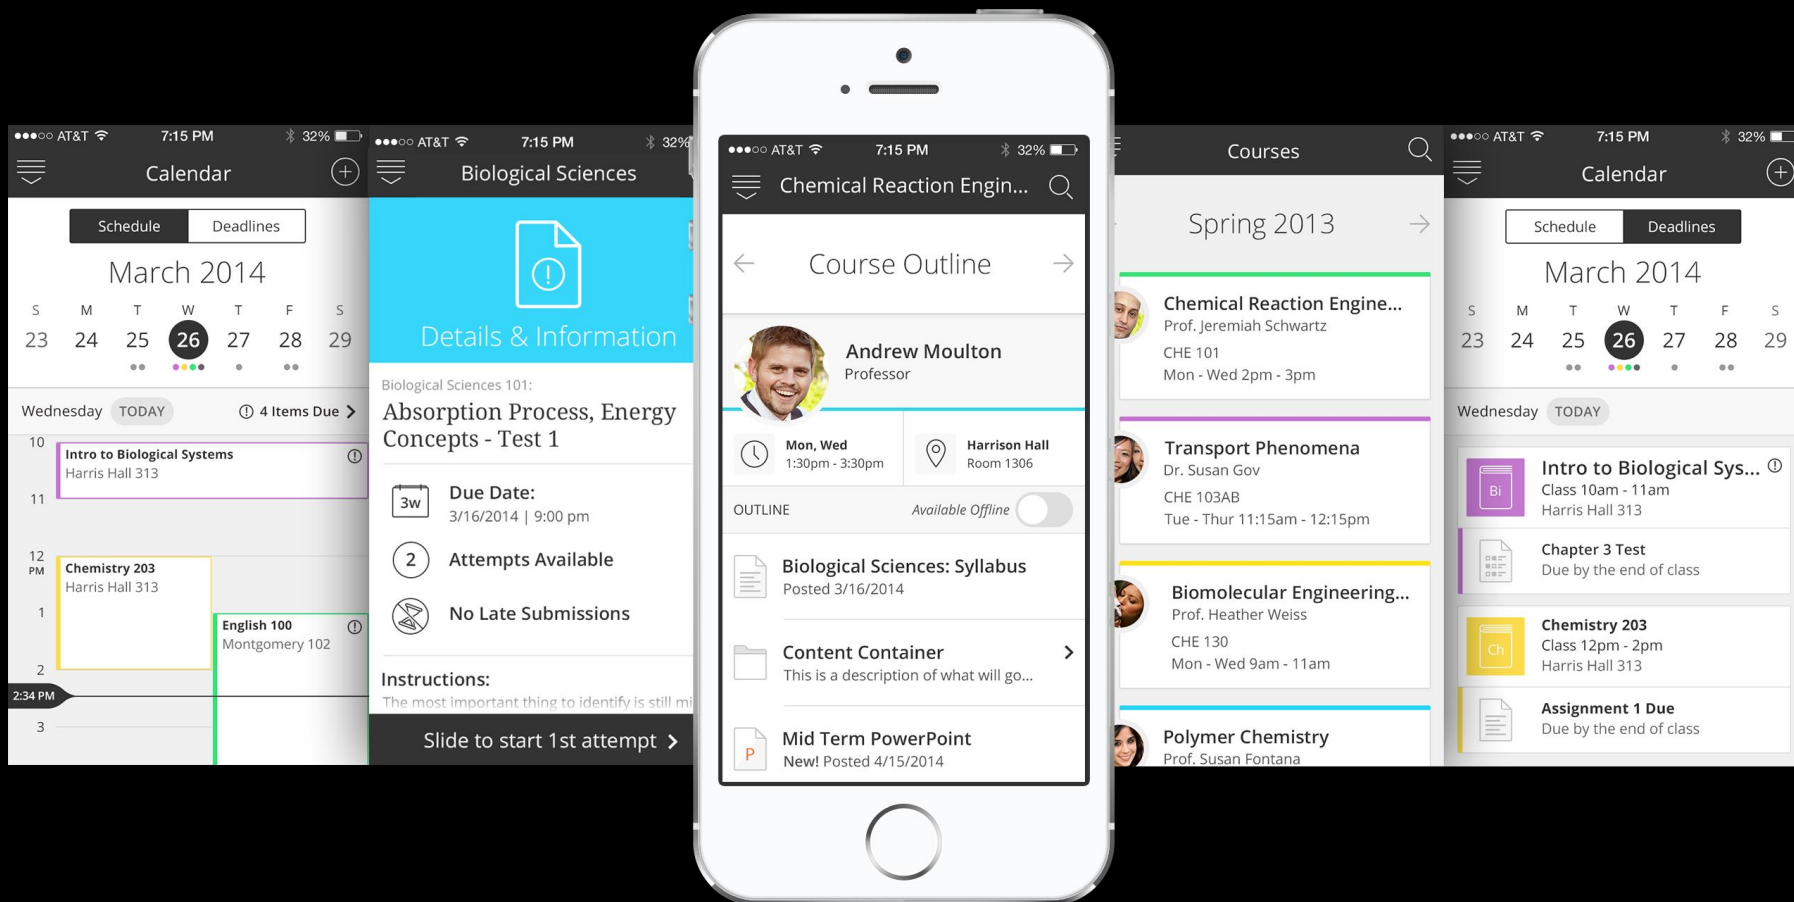 AT&T 7:15 PM 32%
Calendar
Schedule Deadlines
March 2014
S M T W T F S
23 24 25 26 27 28 29
Wednesday TODAY 4 Items Due
10
Intro to Biological Systems
Harris Hall 313
11
12
PM
Chemistry 203
Harris Hall 313
1
English 100
Montgomery 102
2
2:34 PM
3
AT&T 7:15 PM 32%
Biological Sciences
Details & Information
Biological Sciences 101:
Absorption Process, Energy
Concepts - Test 1
3w
Due Date:
3/16/2014 | 9:00 pm
2
Attempts Available
No Late Submissions
Instructions:
The most important thing to identify is still mi
Slide to start 1st attempt
AT&T 7:15 PM 32%
Chemical Reaction Engin...
Course Outline
Andrew Moulton
Professor
Mon, Wed
1:30pm - 3:30pm
Harrison Hall
Room 1306
OUTLINE Available Offline
Biological Sciences: Syllabus
Posted 3/16/2014
Content Container
This is a description of what will go...
P
Mid Term PowerPoint
New! Posted 4/15/2014
Courses
Spring 2013
Chemical Reaction Engine...
Prof. Jeremiah Schwartz
CHE 101
Mon - Wed 2pm - 3pm
Transport Phenomena
Dr. Susan Gov
CHE 103AB
Tue - Thur 11:15am - 12:15pm
Biomolecular Engineering...
Prof. Heather Weiss
CHE 130
Mon - Wed 9am - 11am
Polymer Chemistry
Prof. Susan Fontana
AT&T 7:15 PM 32%
Calendar
Schedule Deadlines
March 2014
S M T W T F S
23 24 25 26 27 28 29
Wednesday TODAY
Bi
Intro to Biological Sys...
Class 10am - 11am
Harris Hall 313
Chapter 3 Test
Due by the end of class
Ch
Chemistry 203
Class 12pm - 2pm
Harris Hall 313
Assignment 1 Due
Due by the end of class